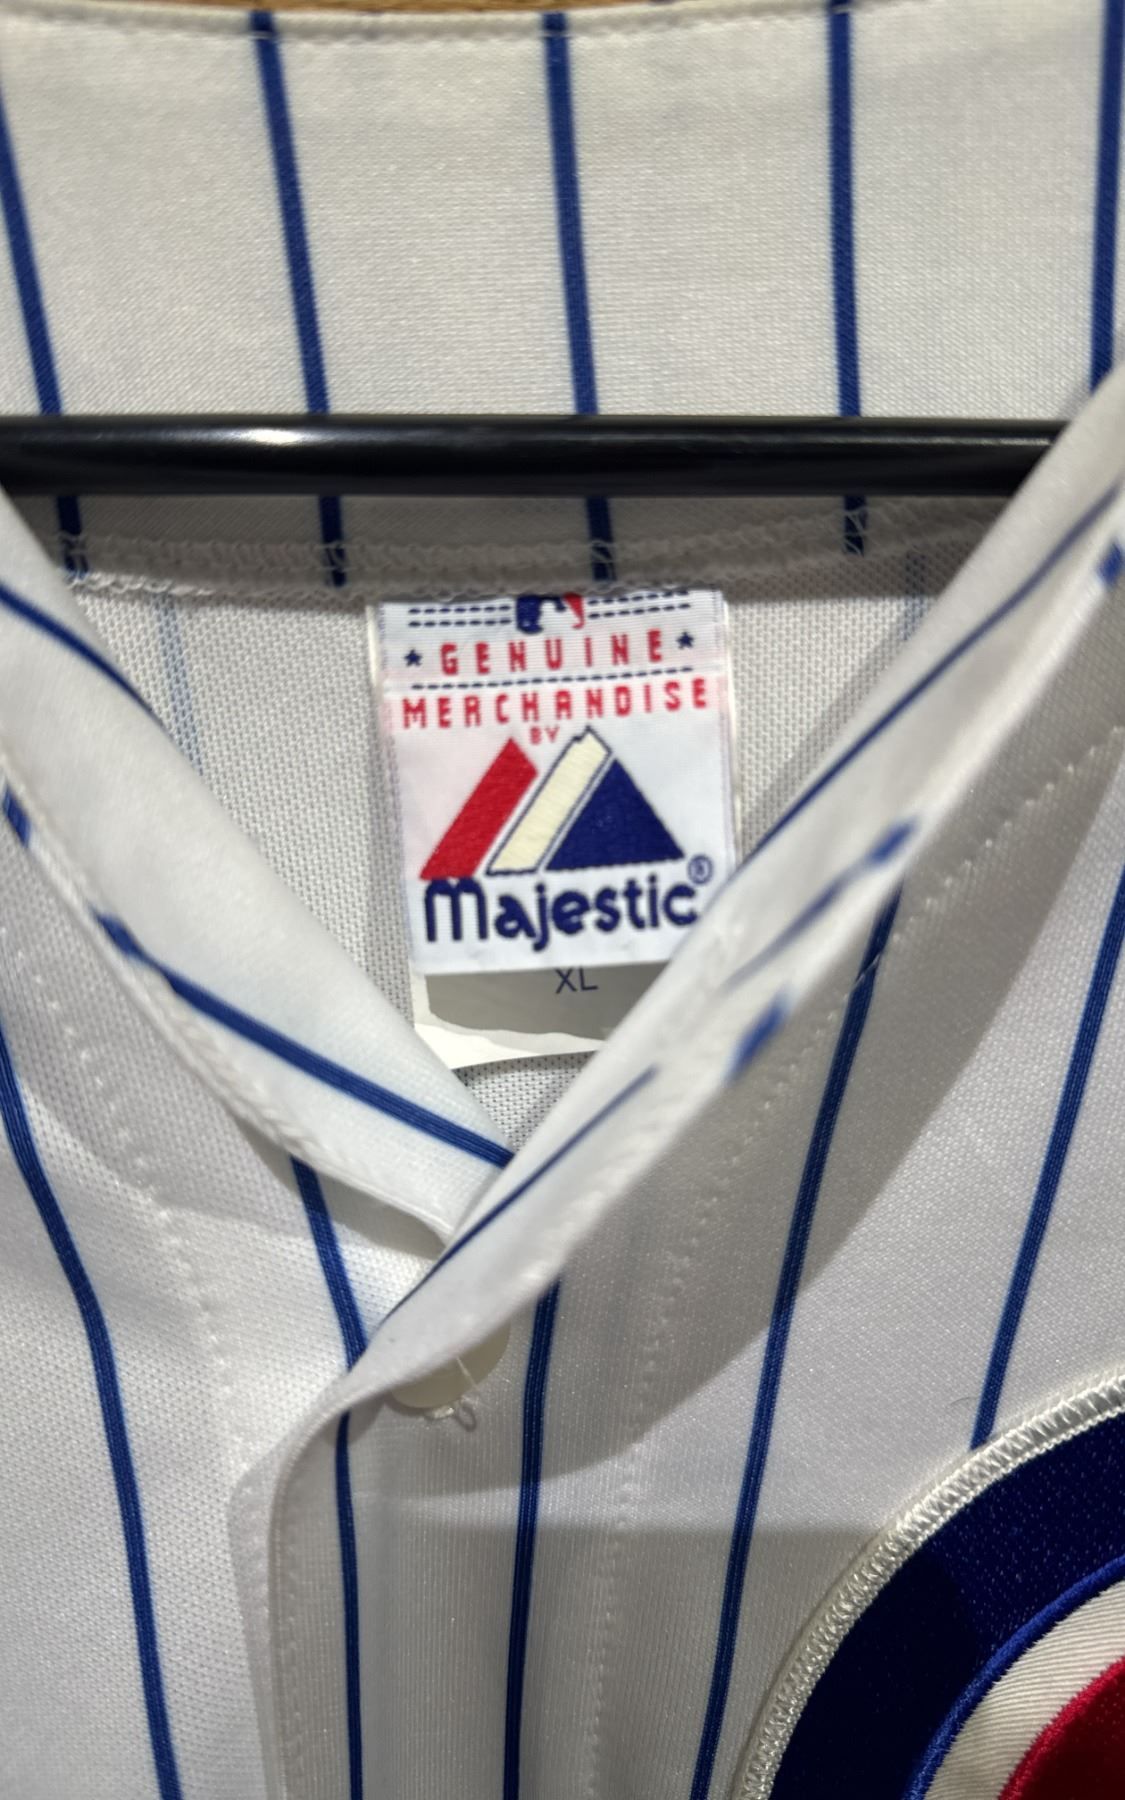 GENUINE
MERCHANDISE
BY
Majestic®
XL